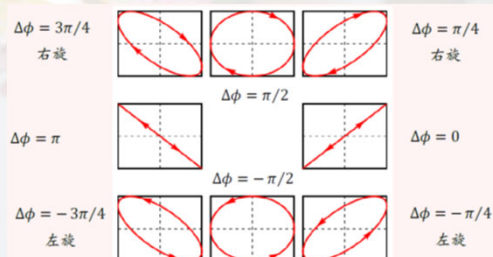 Δϕ = 3π/4
右旋
Δϕ = π/4
右旋
Δϕ = π/2
Δϕ = π
Δϕ = 0
Δϕ = − π/2
Δϕ = − 3π/4
左旋
Δϕ = − π/4
左旋